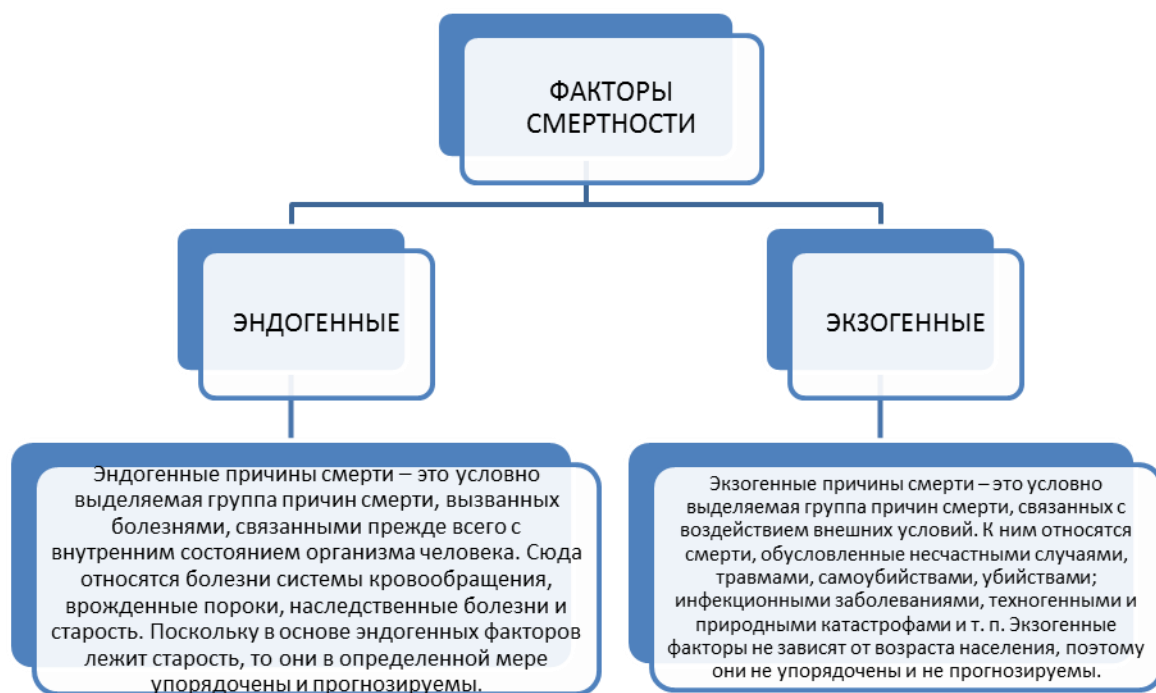 ФАКТОРЫ
СМЕРТНОСТИ
ЭНДОГЕННЫЕ
ЭКЗОГЕННЫЕ
Эндогенные причины смерти – это условно
выделяемая группа причин смерти, вызванных
болезнями, связанными прежде всего с
внутренним состоянием организма человека. Сюда
относятся болезни системы кровообращения,
врожденные пороки, наследственные болезни и
старость. Поскольку в основе эндогенных факторов
лежит старость, то они в определенной мере
упорядочены и прогнозируемы.
Экзогенные причины смерти – это условно
выделяемая группа причин смерти, связанных с
воздействием внешних условий. К ним относятся
смерти, обусловленные несчастными случаями,
травмами, самоубийствами, убийствами;
инфекционными заболеваниями, техногенными и
природными катастрофами и т. п. Экзогенные
факторы не зависят от возраста населения, поэтому
они не упорядочены и не прогнозируемы.